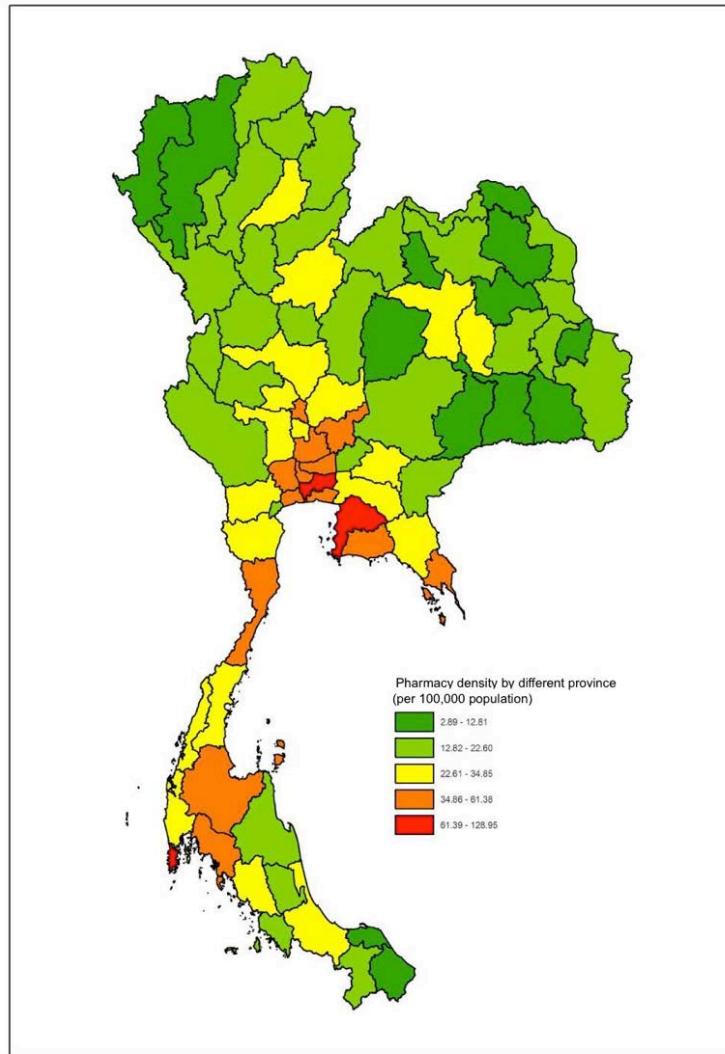 Pharmacy density by different province
(per 100,000 population)
2.89 - 12.81
12.82 - 22.60
22.61 - 34.85
34.86 - 61.38
61.39 - 128.95